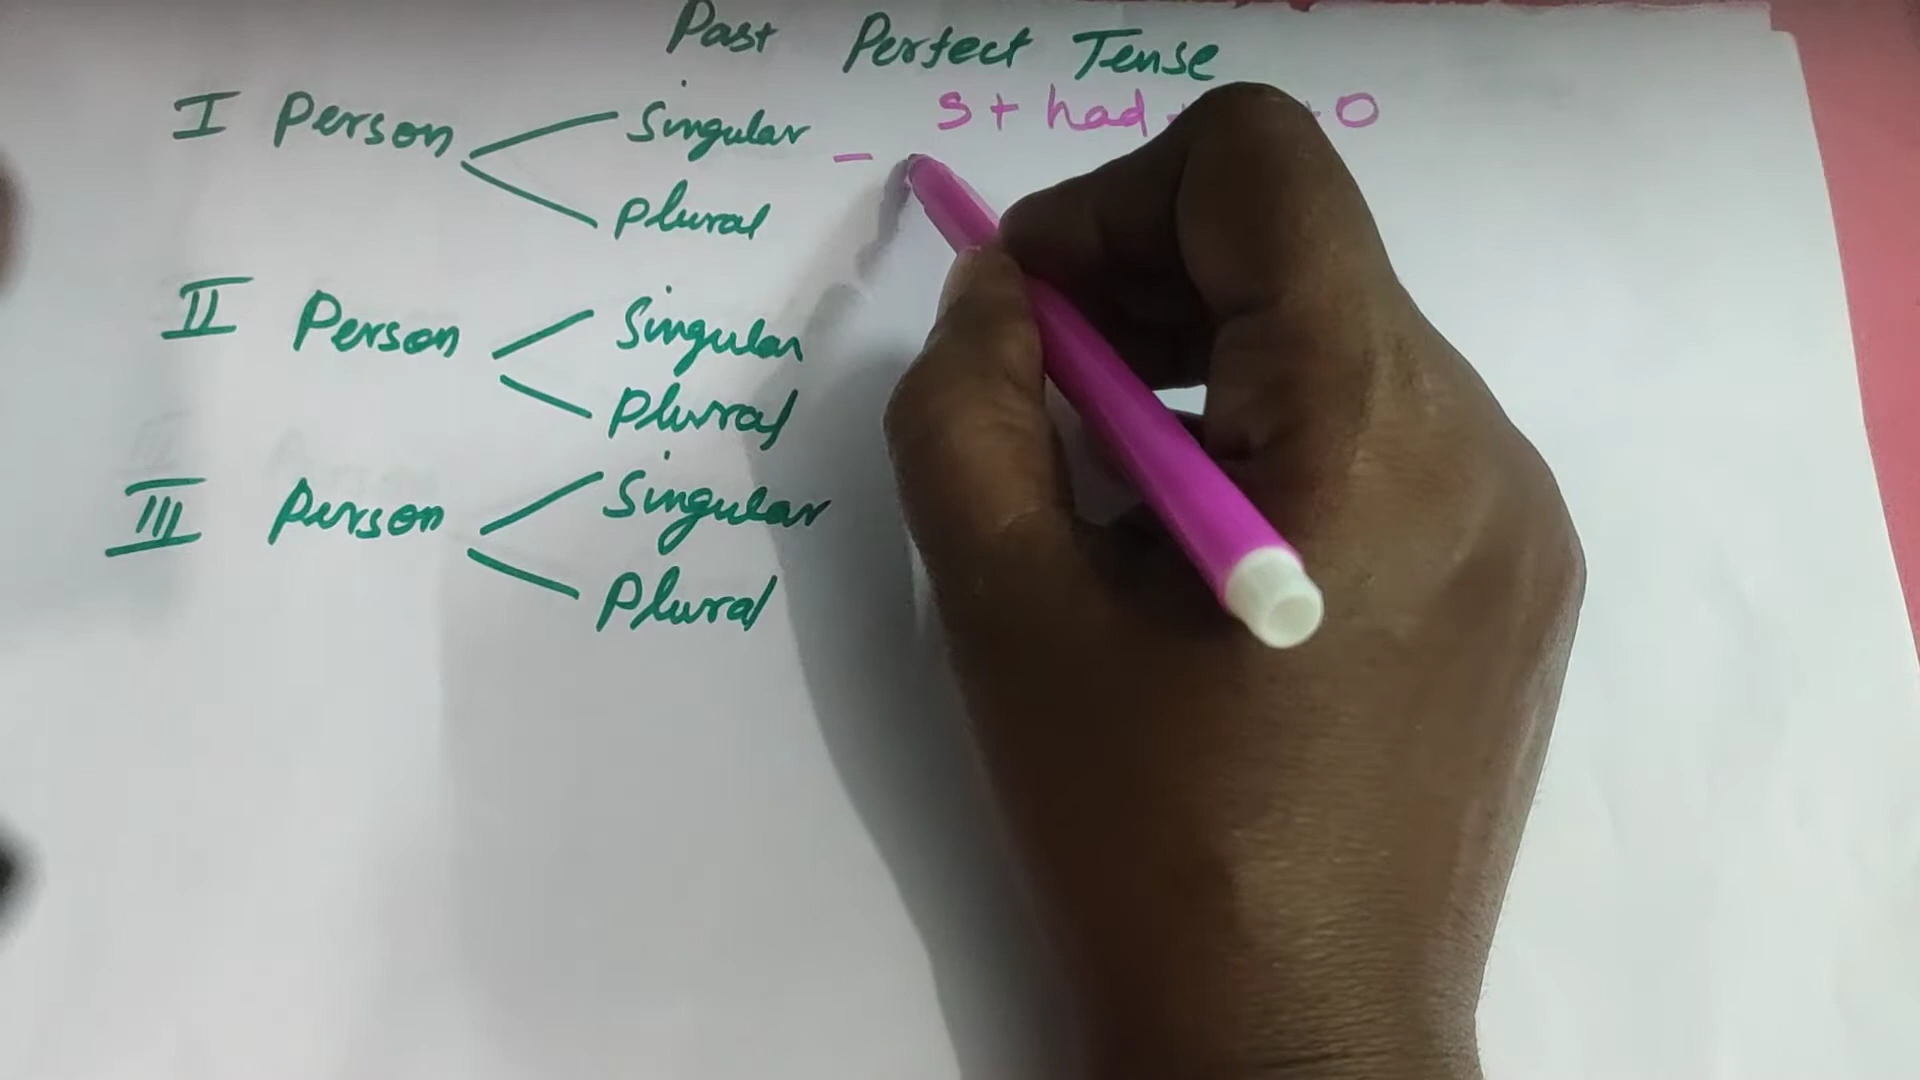 Past Perfect Tense
S + had + + O
I Person Singular -
Plural
II Person Singular
Plural
III Person Singular
Plural